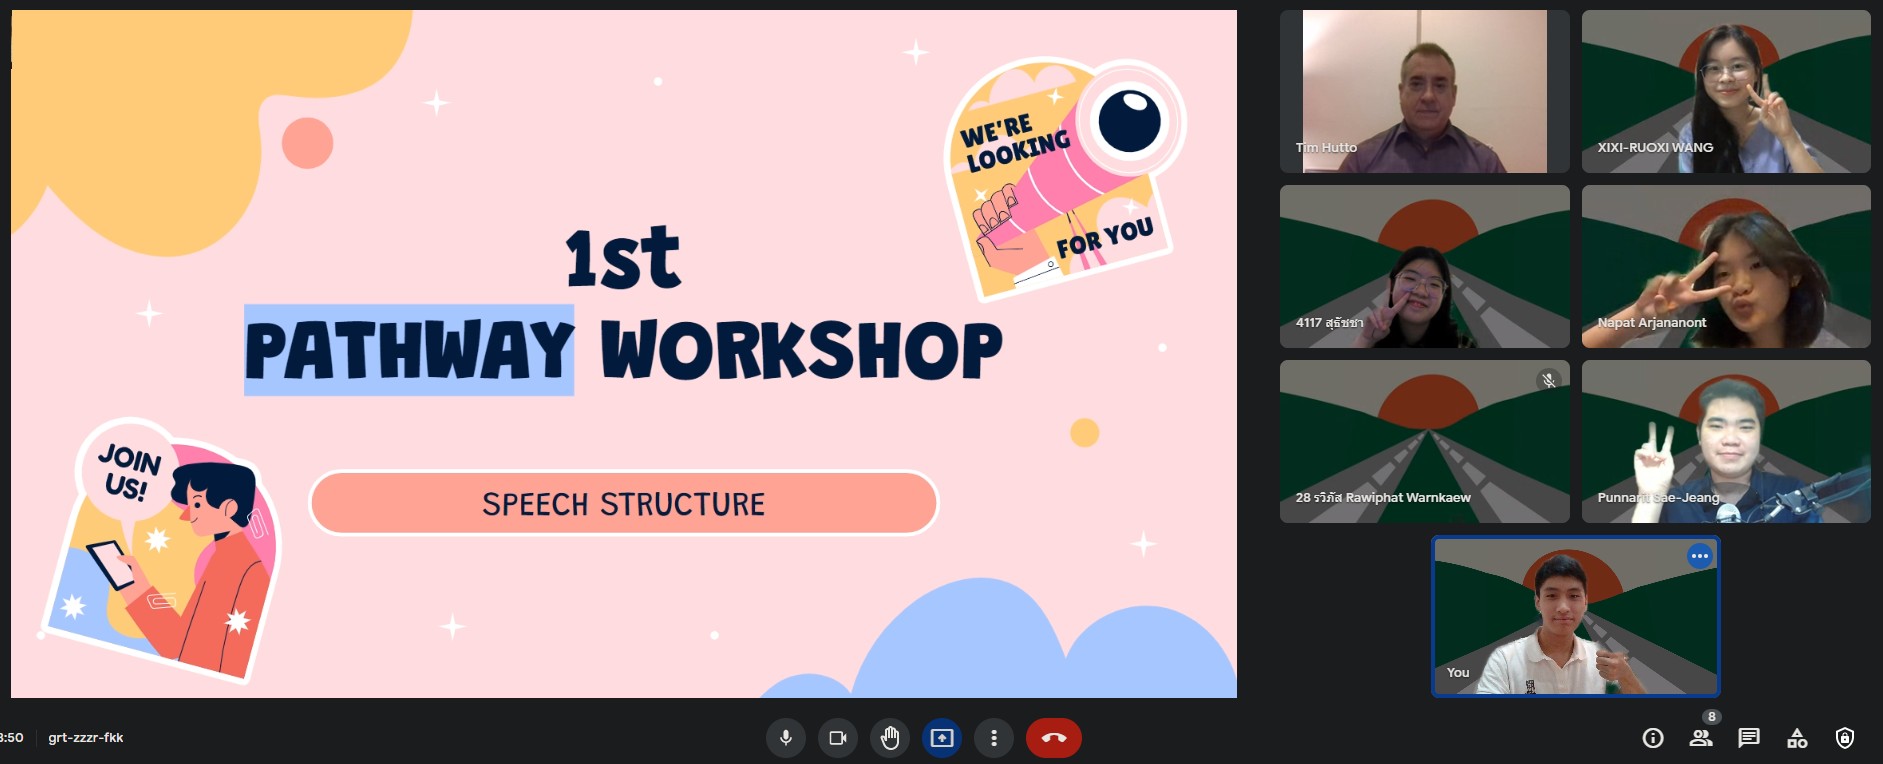 WE'RE
LOOKING
FOR YOU
1st
PATHWAY WORKSHOP
JOIN
US!
SPEECH STRUCTURE
Tim Hutto
XIXI-RUOXI WANG
4117 สุธัชชา
Napat Arjananont
28 รวิภัส Rawiphat Warnkaew
Punnarit Sae-Jeang
You
3:50
grt-zzzr-fkk
8